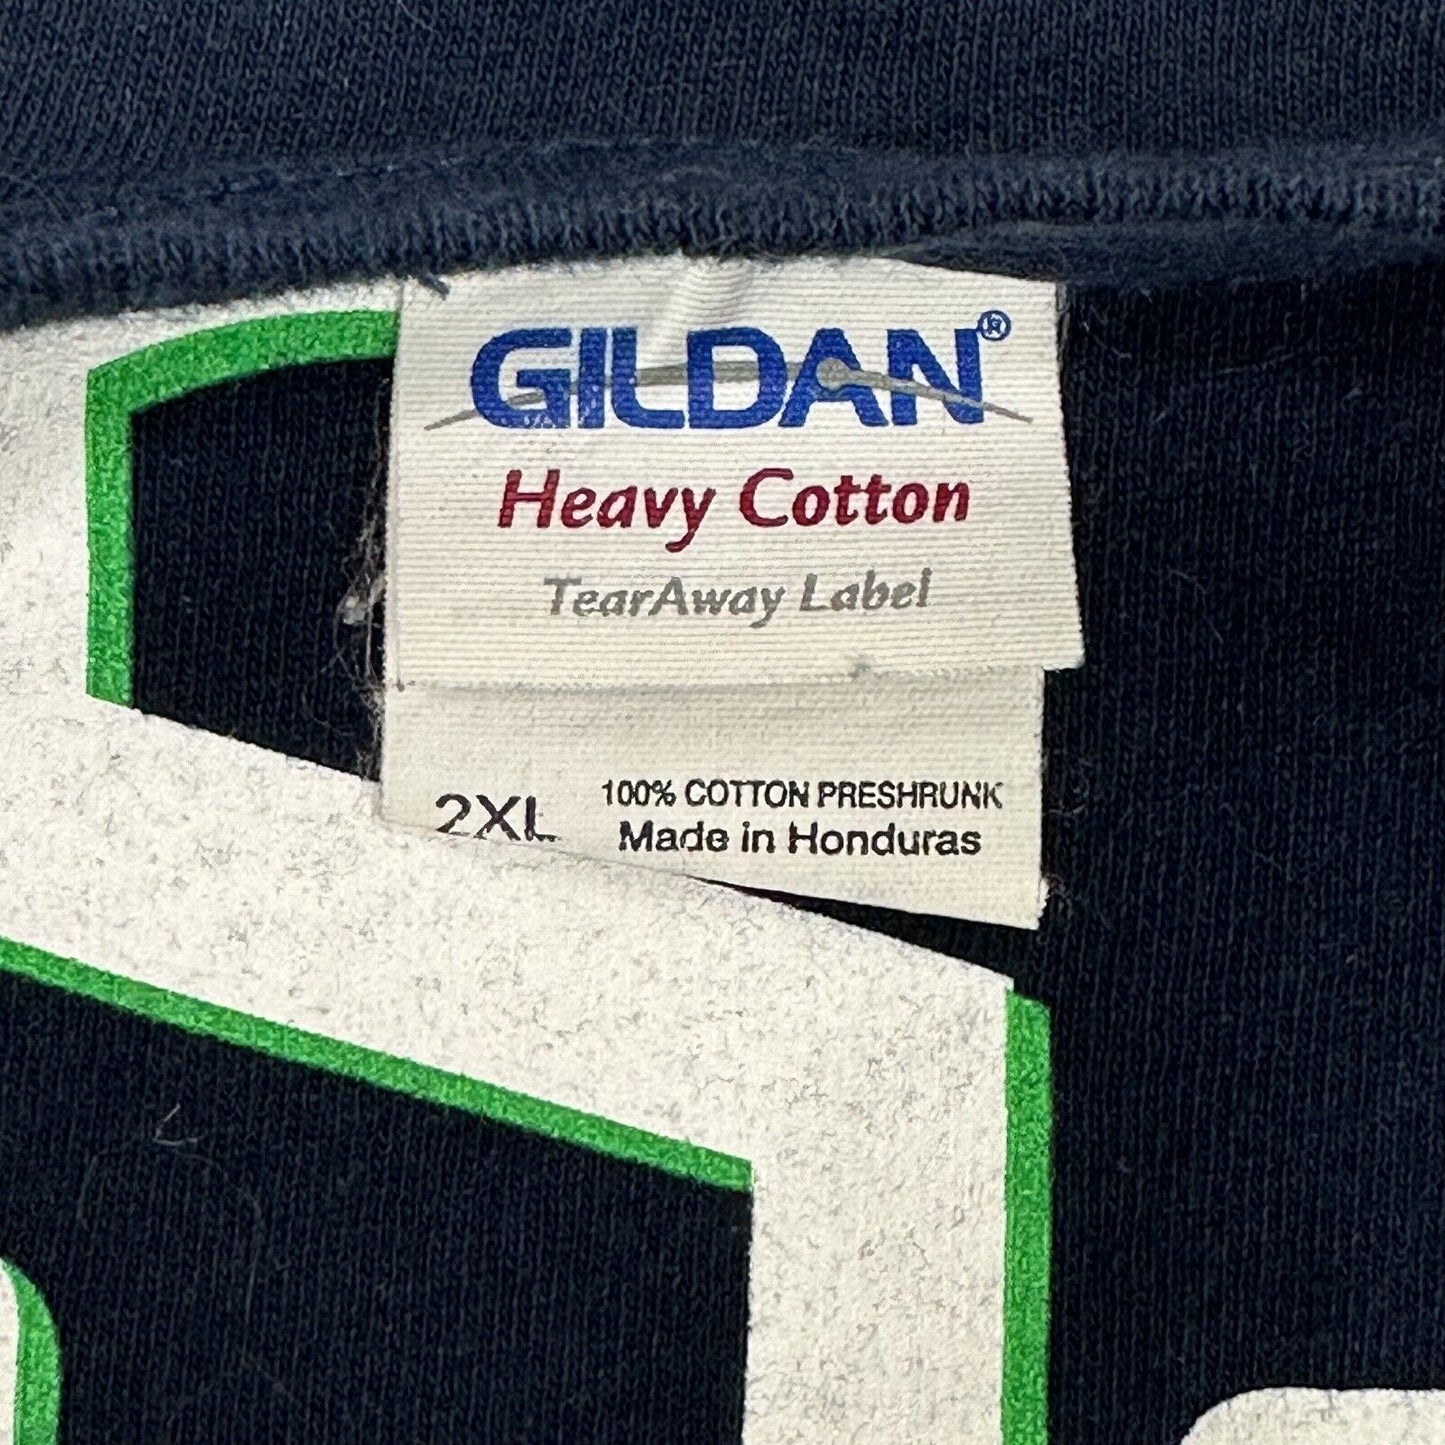 GILDAN®
Heavy Cotton
TearAway Label
2XL
100% COTTON PRESHRUNK
Made in Honduras